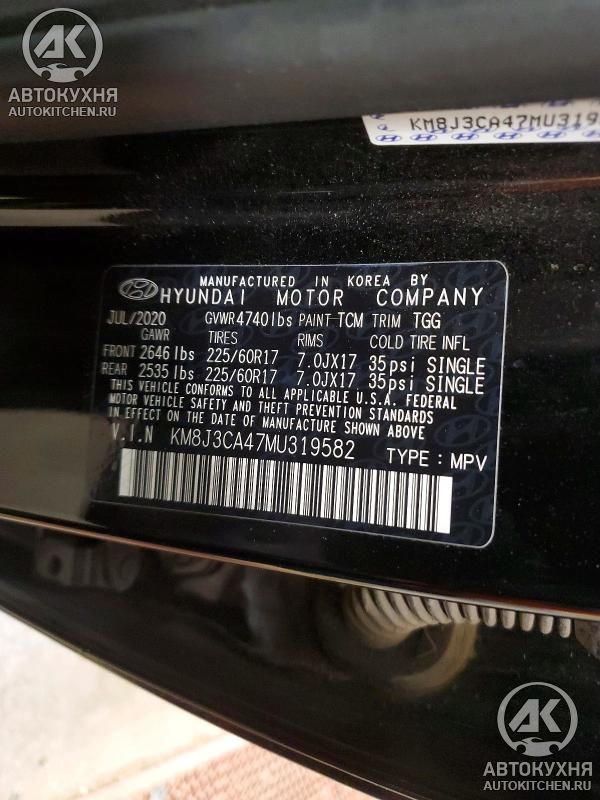 АВТОКУХНЯ
AUTOKITCHEN.RU
KM8J3CA47MU319
MANUFACTURED IN KOREA BY
HYUNDAI MOTOR COMPANY
JUL/2020 GVWR4740lbs PAINT TCM TRIM TGG
GAWR TIRES RIMS COLD TIRE INFL
FRONT 2646 lbs 225/60R17 7.0JX17 35psi SINGLE
REAR 2535 lbs 225/60R17 7.0JX17 35psi SINGLE
THIS VEHICLE CONFORMS TO ALL APPLICABLE U.S.A. FEDERAL
MOTOR VEHICLE SAFETY AND THEFT PREVENTION STANDARDS
IN EFFECT ON THE DATE OF MANUFACTURE SHOWN ABOVE
V.I.N KM8J3CA47MU319582 TYPE : MPV
АВТОКУХНЯ
AUTOKITCHEN.RU